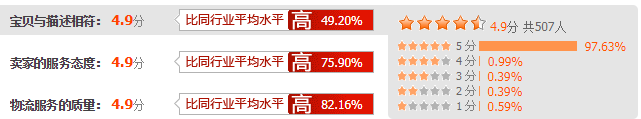 宝贝与描述相符: 4.9分 比同行业平均水平 高 49.20%
卖家的服务态度: 4.9分 比同行业平均水平 高 75.90%
物流服务的质量: 4.9分 比同行业平均水平 高 82.16%
4.9分 共507人
5分 97.63%
4分 0.99%
3分 0.39%
2分 0.39%
1分 0.59%